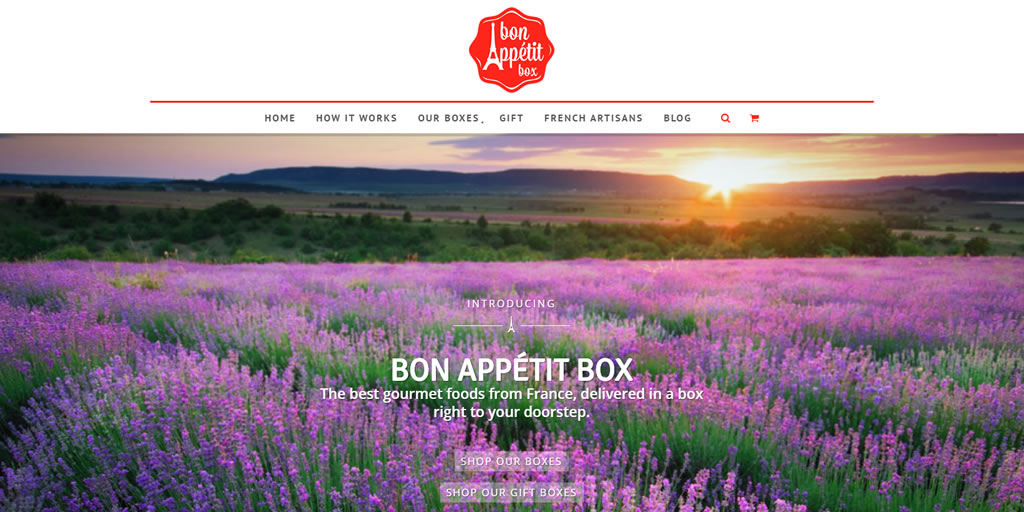 bon
Appétit
box
HOME HOW IT WORKS OUR BOXES GIFT FRENCH ARTISANS BLOG
INTRODUCING
BON APPÉTIT BOX
The best gourmet foods from France, delivered in a box
right to your doorstep.
SHOP OUR BOXES
SHOP OUR GIFT BOXES